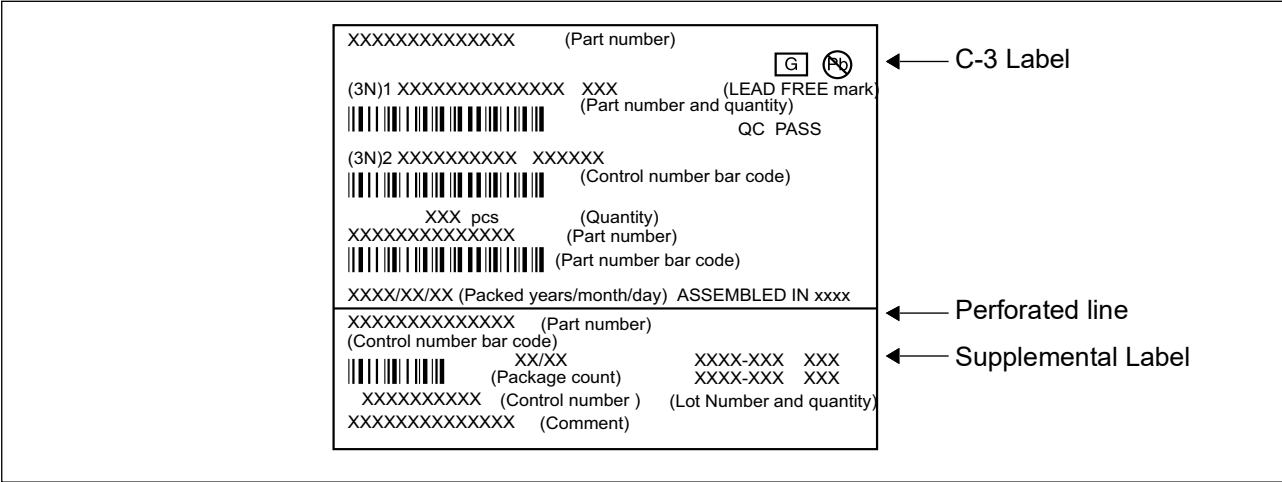 XXXXXXXXXXXXXX (Part number)
G Pb
C-3 Label
(3N)1 XXXXXXXXXXXXXX XXX (LEAD FREE mark)
(Part number and quantity)
QC PASS
(3N)2 XXXXXXXXXX XXXXXX
(Control number bar code)
XXX pcs (Quantity)
XXXXXXXXXXXXXX (Part number)
(Part number bar code)
XXXX/XX/XX (Packed years/month/day) ASSEMBLED IN xxxx
Perforated line
XXXXXXXXXXXXXX (Part number)
(Control number bar code)
Supplemental Label
XX/XX XXXX-XXX XXX
(Package count) XXXX-XXX XXX
XXXXXXXXXX (Control number ) (Lot Number and quantity)
XXXXXXXXXXXXXX (Comment)